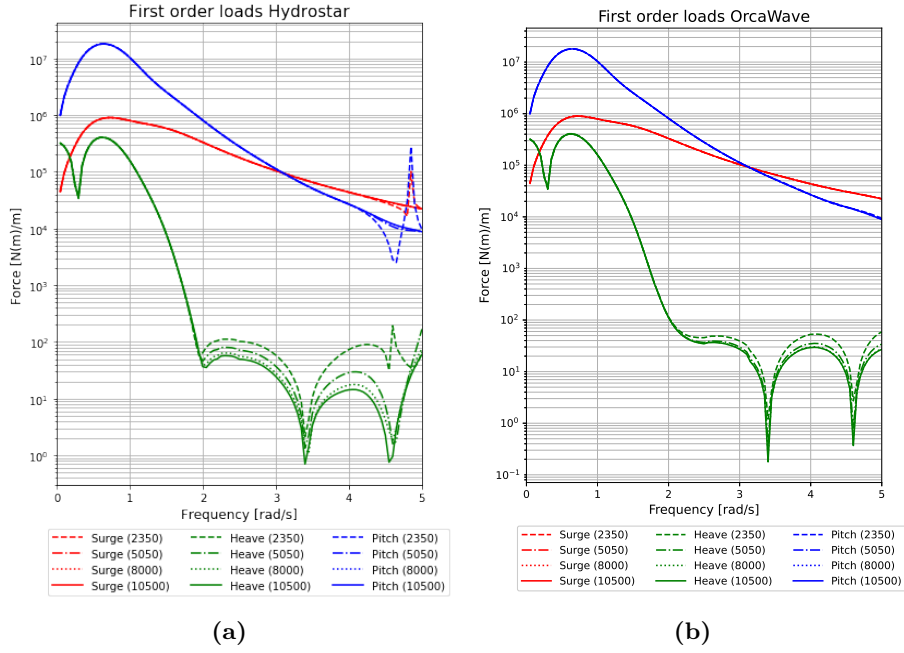 First order loads Hydrostar
Force [N(m)/m]
10^7
10^6
10^5
10^4
10^3
10^2
10^1
10^0
0 1 2 3 4 5
Frequency [rad/s]
Surge (2350) Heave (2350) Pitch (2350)
Surge (5050) Heave (5050) Pitch (5050)
Surge (8000) Heave (8000) Pitch (8000)
Surge (10500) Heave (10500) Pitch (10500)
(a)
First order loads OrcaWave
Force [N(m)/m]
10^7
10^6
10^5
10^4
10^3
10^2
10^1
10^0
10^−1
0 1 2 3 4 5
Frequency [rad/s]
Surge (2350) Heave (2350) Pitch (2350)
Surge (5050) Heave (5050) Pitch (5050)
Surge (8000) Heave (8000) Pitch (8000)
Surge (10500) Heave (10500) Pitch (10500)
(b)